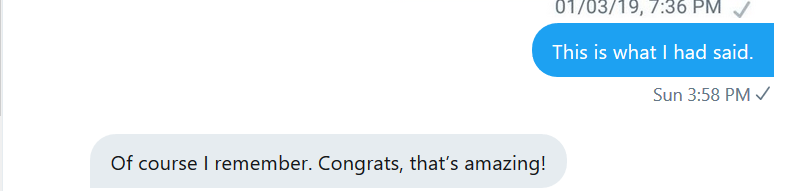 01/03/19, 7:36 PM
This is what I had said.
Sun 3:58 PM
Of course I remember. Congrats, that's amazing!